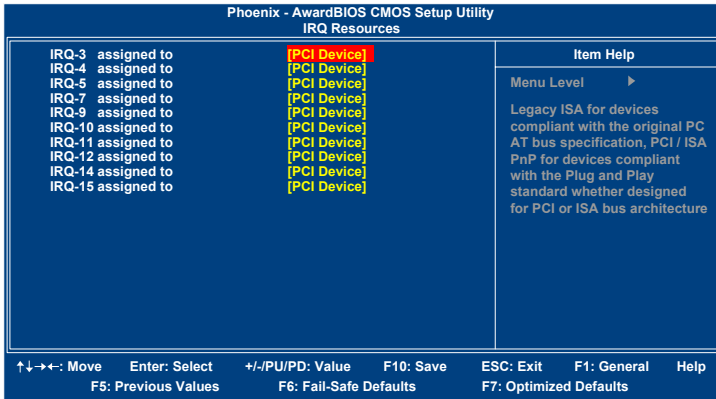 Phoenix - AwardBIOS CMOS Setup Utility
IRQ Resources
IRQ-3 assigned to [PCI Device]
IRQ-4 assigned to [PCI Device]
IRQ-5 assigned to [PCI Device]
IRQ-7 assigned to [PCI Device]
IRQ-9 assigned to [PCI Device]
IRQ-10 assigned to [PCI Device]
IRQ-11 assigned to [PCI Device]
IRQ-12 assigned to [PCI Device]
IRQ-14 assigned to [PCI Device]
IRQ-15 assigned to [PCI Device]
Item Help
Menu Level ▶
Legacy ISA for devices
compliant with the original PC
AT bus specification, PCI / ISA
PnP for devices compliant
with the Plug and Play
standard whether designed
for PCI or ISA bus architecture
↑↓→←: Move Enter: Select +/-/PU/PD: Value F10: Save ESC: Exit F1: General Help
F5: Previous Values F6: Fail-Safe Defaults F7: Optimized Defaults